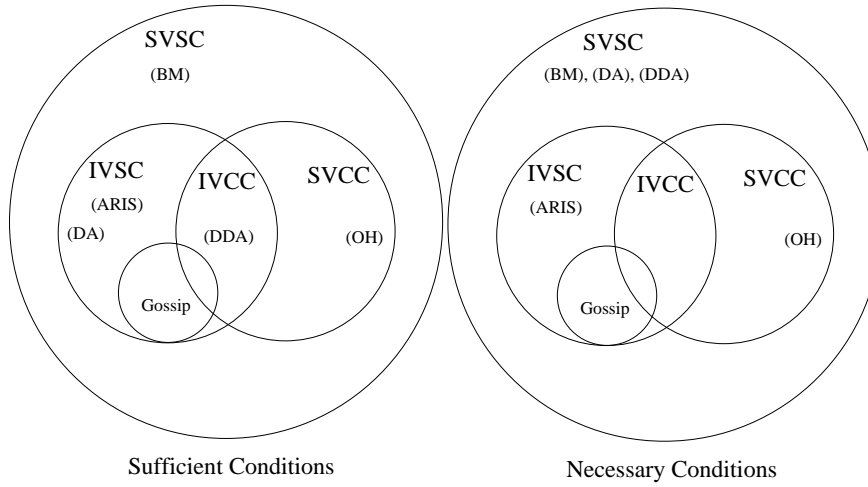 SVSC
(BM)
IVSC
IVCC
SVCC
(ARIS)
(DA)
(DDA)
(OH)
Gossip
Sufficient Conditions
SVSC
(BM), (DA), (DDA)
IVSC
IVCC
SVCC
(ARIS)
(OH)
Gossip
Necessary Conditions